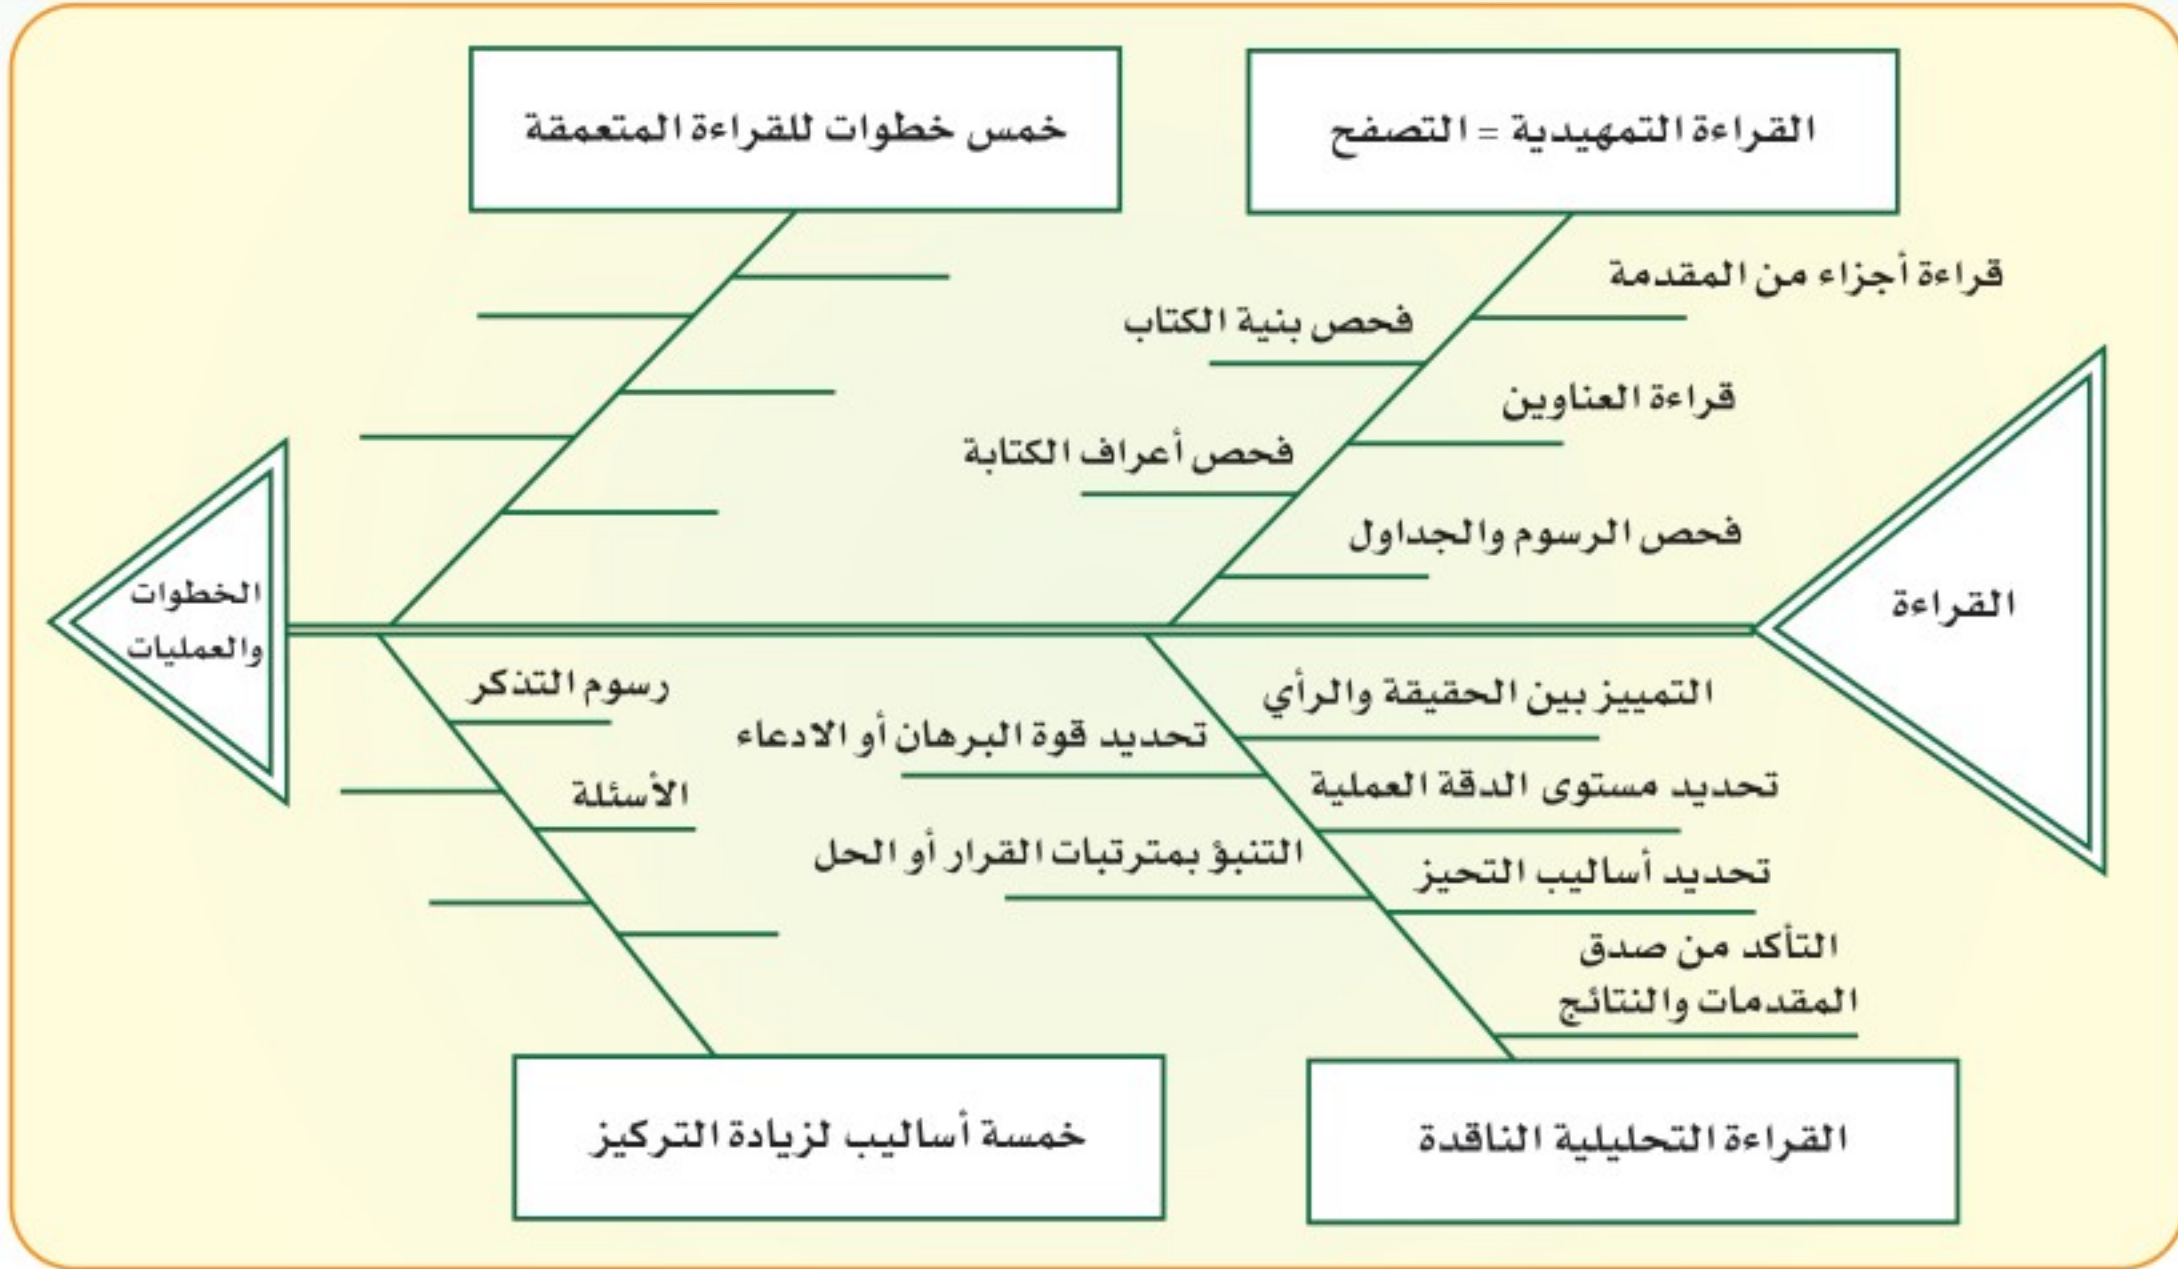 القراءة التمهيدية = التصفح
خمس خطوات للقراءة المتعمقة
قراءة أجزاء من المقدمة
فحص بنية الكتاب
قراءة العناوين
فحص أعراف الكتابة
فحص الرسوم والجداول
القراءة
الخطوات
والعمليات
التمييز بين الحقيقة والرأي
تحديد قوة البرهان أو الادعاء
تحديد مستوى الدقة العملية
التنبؤ بمترتبات القرار أو الحل
تحديد أساليب التحيز
التأكد من صدق
المقدمات والنتائج
رسوم التذكر
الأسئلة
القراءة التحليلية الناقدة
خمسة أساليب لزيادة التركيز